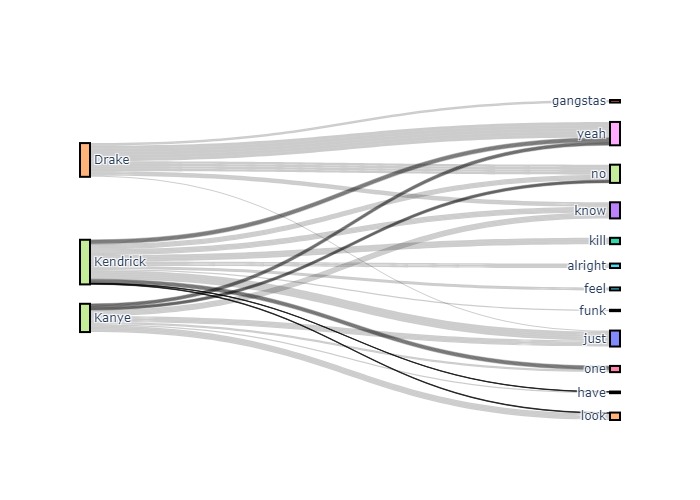 Drake
Kendrick
Kanye
gangstas
yeah
no
know
kill
alright
feel
funk
just
one
have
look